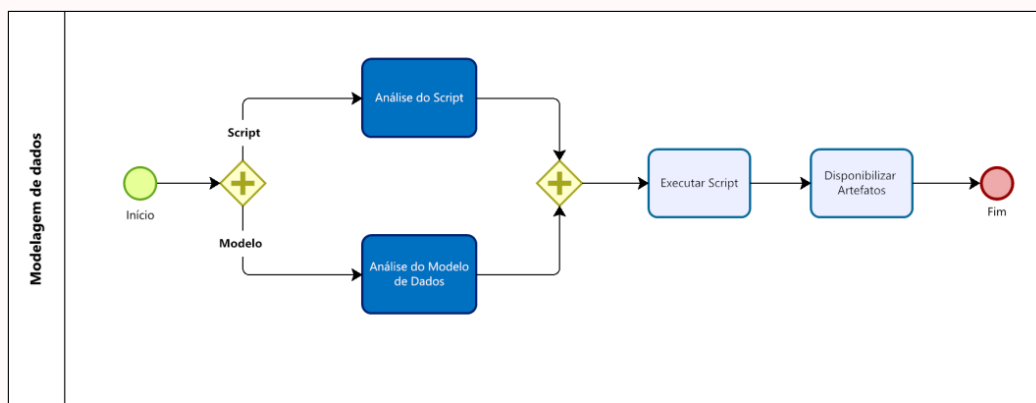 Modelagem de dados
Início
Script
Modelo
Análise do Script
Análise do Modelo
de Dados
Executar Script
Disponibilizar
Artefatos
Fim